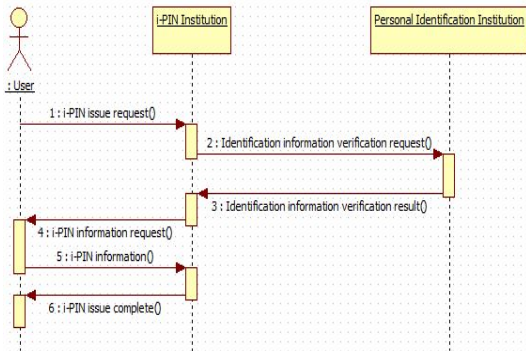 i-PIN Institution
Personal Identification Institution
: User
1 : i-PIN issue request()
2 : Identification information verification request()
3 : Identification information verification result()
4 : i-PIN information request()
5 : i-PIN information()
6 : i-PIN issue complete()